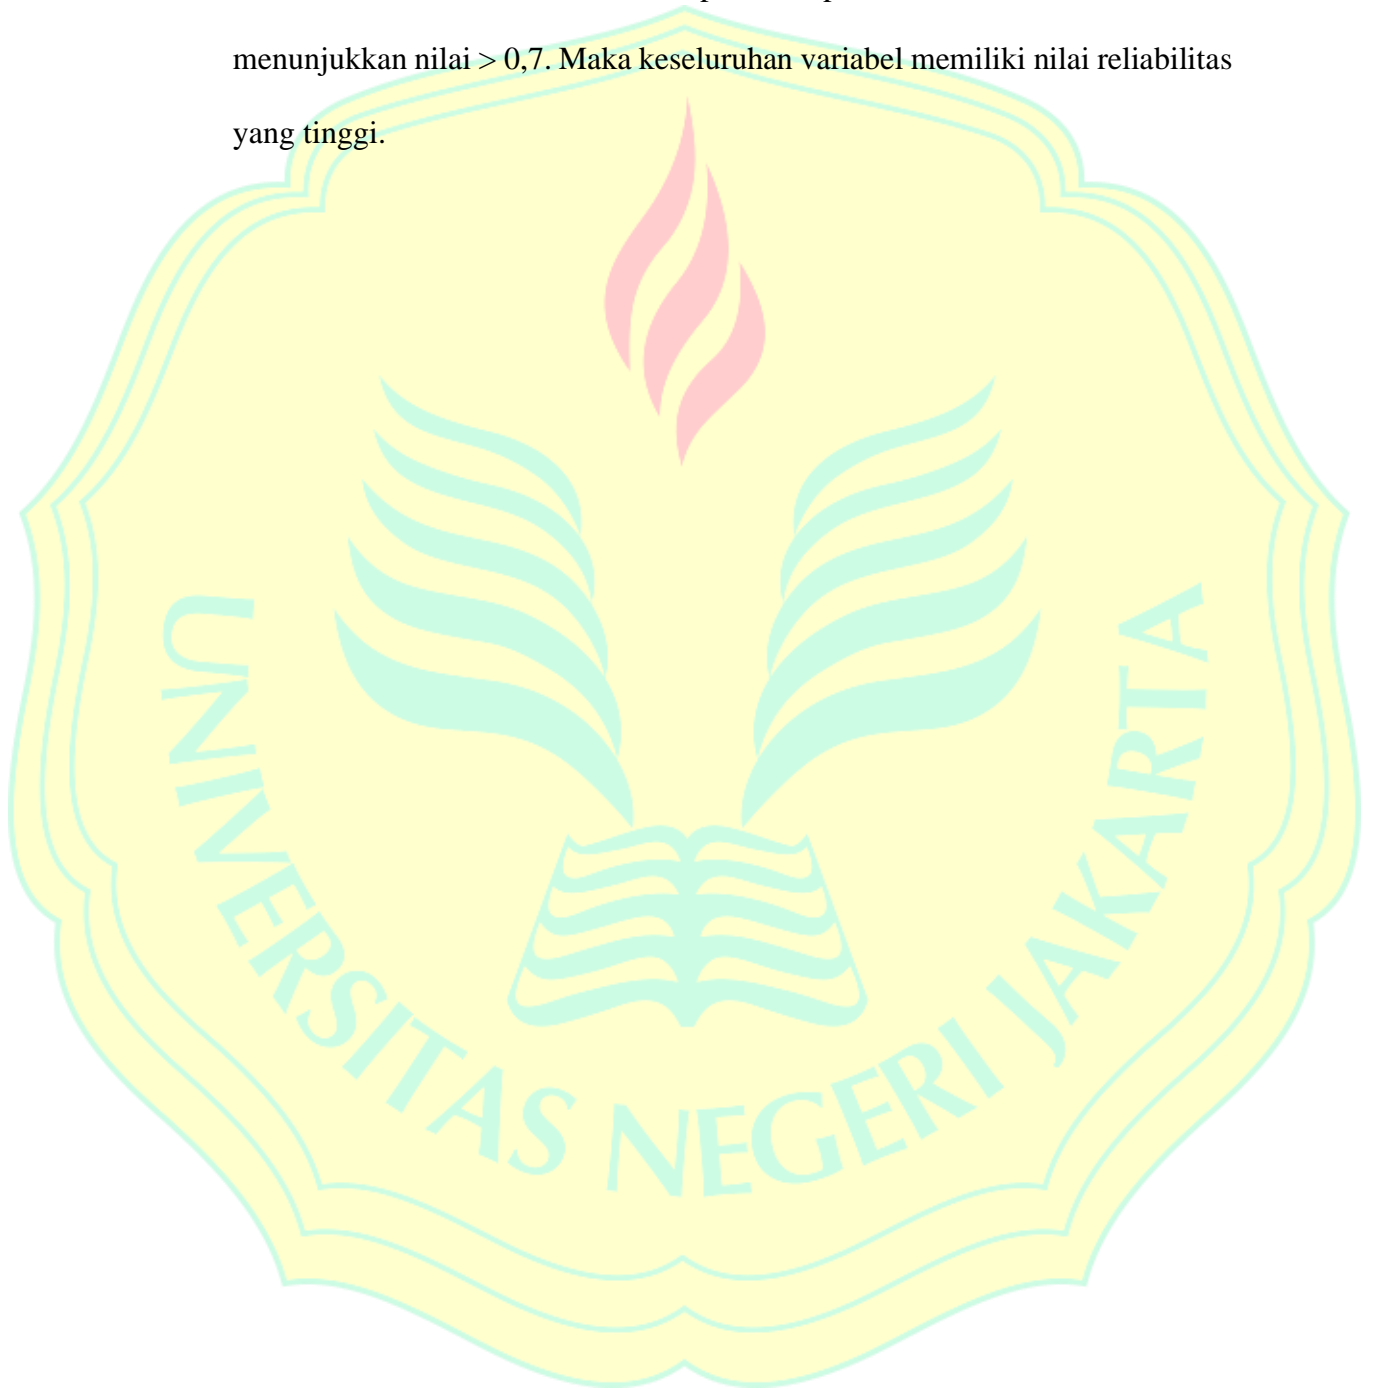 menunjukkan nilai > 0,7. Maka keseluruhan variabel memiliki nilai reliabilitas
yang tinggi.
UNIVERSITAS NEGERI JAKARTA